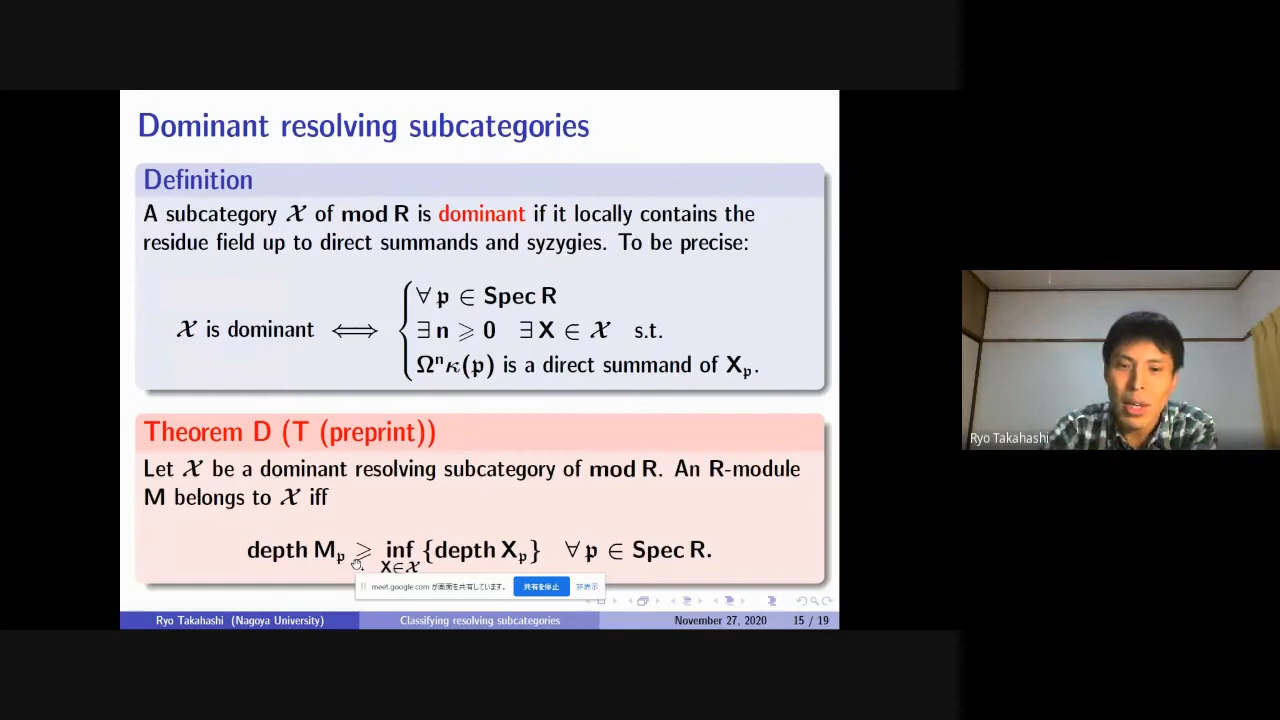 Dominant resolving subcategories
Definition
A subcategory 𝒳 of mod R is dominant if it locally contains the
residue field up to direct summands and syzygies. To be precise:
∀ 𝔭 ∈ Spec R
𝒳 is dominant ⟺ { ∃ n ⩾ 0 ∃ X ∈ 𝒳 s.t.
Ωⁿκ(𝔭) is a direct summand of X_𝔭.
Theorem D (T (preprint))
Let 𝒳 be a dominant resolving subcategory of mod R. An R-module
M belongs to 𝒳 iff
depth M_𝔭 ⩾ inf_{X∈𝒳} {depth X_𝔭} ∀ 𝔭 ∈ Spec R.
meet.google.com が画面を共有しています。 共有を停止 非表示
Ryo Takahashi (Nagoya University) Classifying resolving subcategories November 27, 2020 15 / 19
Ryo Takahashi